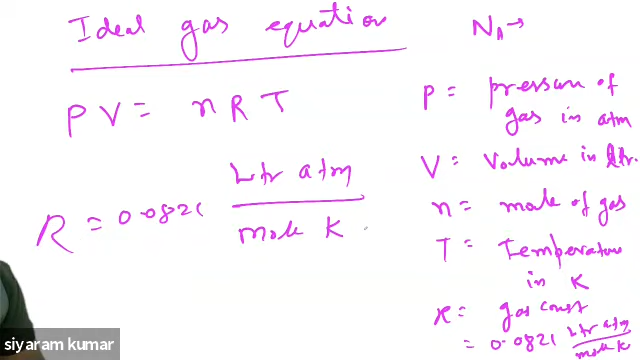 Ideal gas equation
PV = nRT
R = 0.0821 Ltr atm
mole K
NA →
P = pressure of
gas in atm
V = Volume in ltr.
n = mole of gas
T = Temperature
in K
R = gas const
= 0.0821 Ltr atm
mole K
siyaram kumar